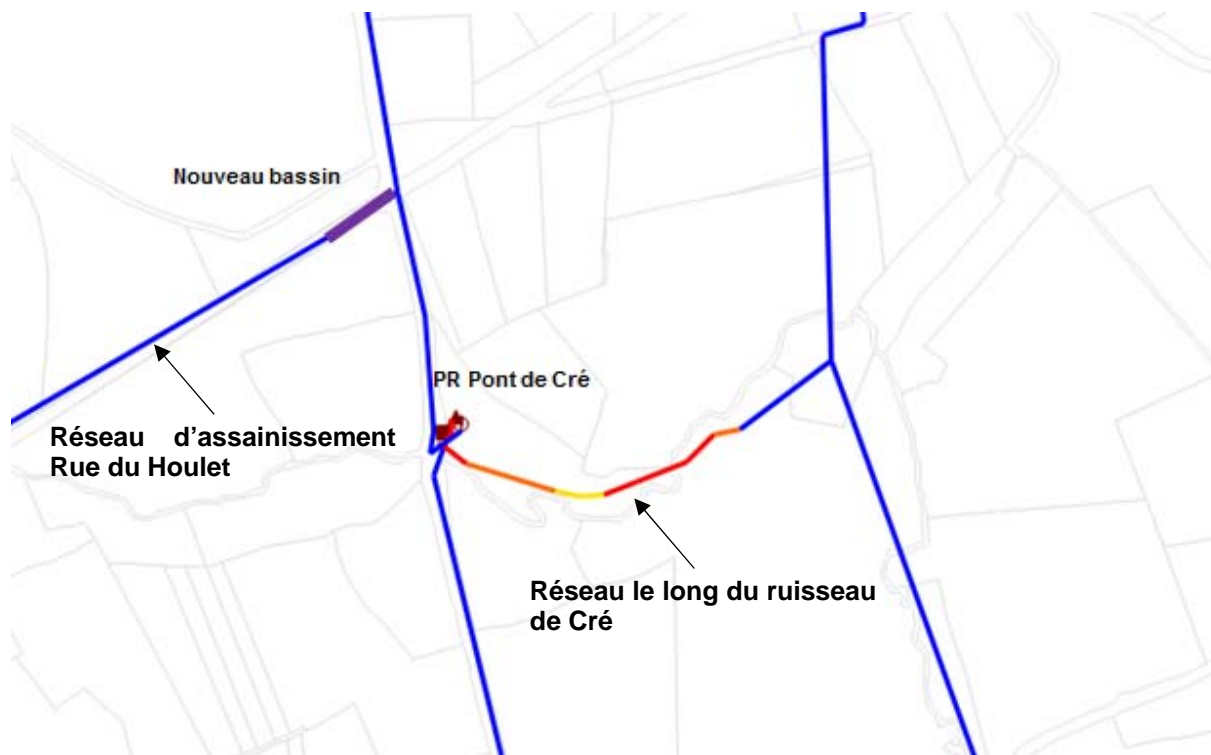 Nouveau bassin
PR Pont de Cré
Réseau d'assainissement
Rue du Houlet
Réseau le long du ruisseau
de Cré